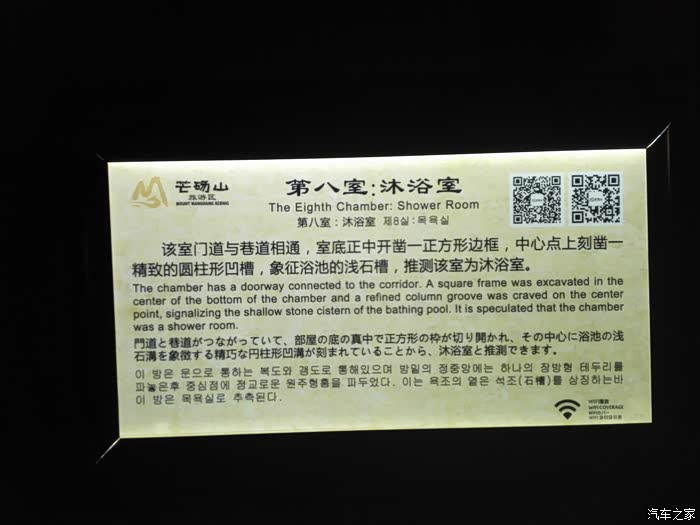 芒砀山
旅游区
MOUNT MANGDANG SCENIC
第八室:沐浴室
The Eighth Chamber: Shower Room
第八室：沐浴室 제8실:목욕실
该室门道与巷道相通，室底正中开凿一正方形边框，中心点上刻凿一
精致的圆柱形凹槽，象征浴池的浅石槽，推测该室为沐浴室。
The chamber has a doorway connected to the corridor. A square frame was excavated in the
center of the bottom of the chamber and a refined column groove was craved on the center
point, signalizing the shallow stone cistern of the bathing pool. It is speculated that the chamber
was a shower room.
門道と巷道がつながっていて、部屋の底の真中で正方形の枠が切り開かれ、その中心に浴池の浅
石溝を象徴する精巧な円柱形凹溝が刻まれていることから、沐浴室と推測できます。
이 방은 문으로 통하는 복도와 갱도로 통해있으며 방밑의 정중앙에는 하나의 장방형 테두리를
파놓은후 중심점에 정교로운 원주형홈을 파두었다. 이는 욕조의 옅은 석조(石槽)를 상징하는바
이 방은 목욕실로 추측된다.
WIFI覆盖
WIFI COVERAGE
汽车之家